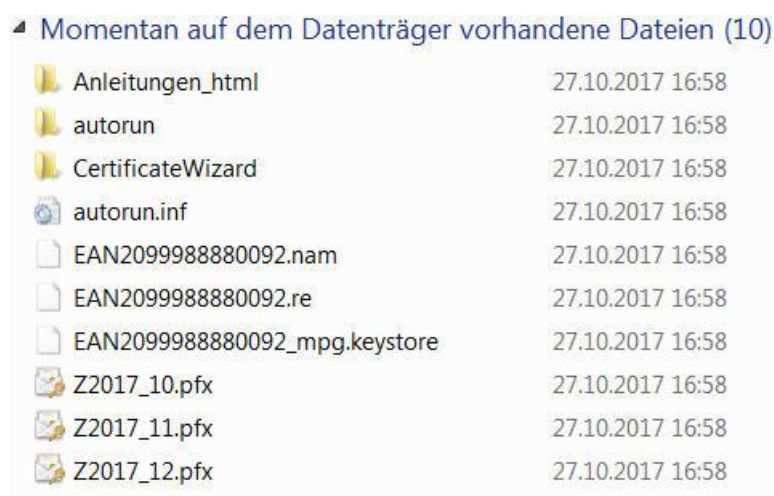 Momentan auf dem Datenträger vorhandene Dateien (10)
Anleitungen_html 27.10.2017 16:58
autorun 27.10.2017 16:58
CertificateWizard 27.10.2017 16:58
autorun.inf 27.10.2017 16:58
EAN2099988880092.nam 27.10.2017 16:58
EAN2099988880092.re 27.10.2017 16:58
EAN2099988880092_mpg.keystore 27.10.2017 16:58
Z2017_10.pfx 27.10.2017 16:58
Z2017_11.pfx 27.10.2017 16:58
Z2017_12.pfx 27.10.2017 16:58